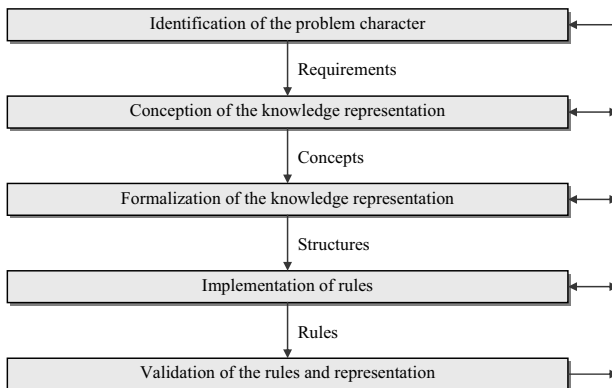 Identification of the problem character
Requirements
Conception of the knowledge representation
Concepts
Formalization of the knowledge representation
Structures
Implementation of rules
Rules
Validation of the rules and representation